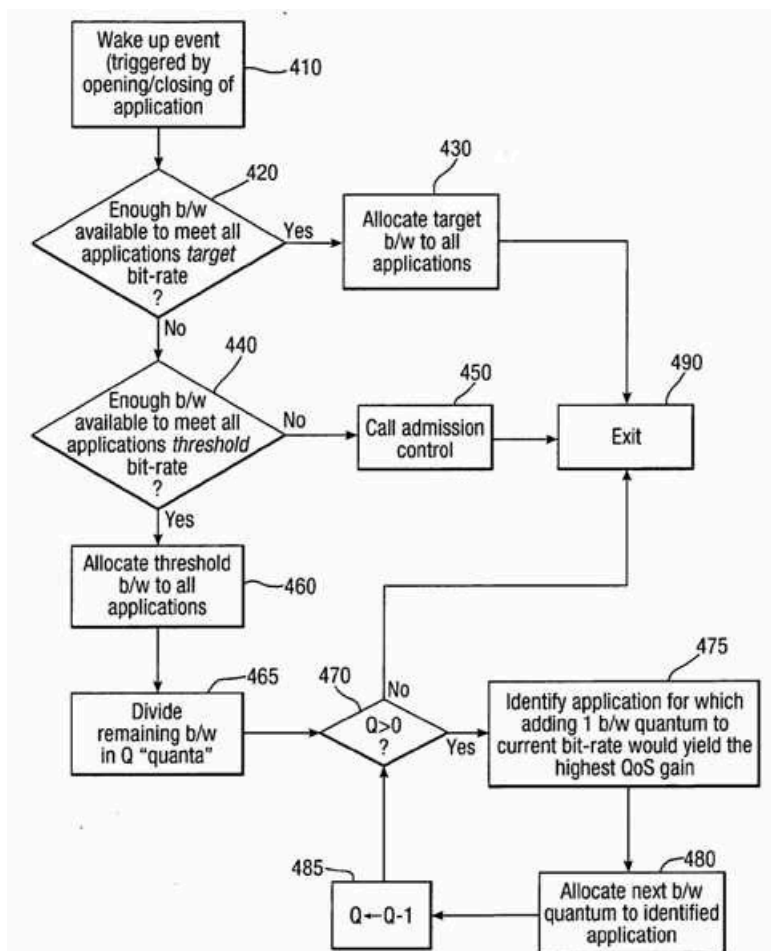 Wake up event
(triggered by
opening/closing of
application
410
420
Enough b/w
available to meet all
applications target
bit-rate
?
Yes
No
430
Allocate target
b/w to all
applications
440
Enough b/w
available to meet all
applications threshold
bit-rate
?
No
Yes
450
Call admission
control
490
Exit
Allocate threshold
b/w to all
applications
460
465
Divide
remaining b/w
in Q "quanta"
470
No
Q>0
?
Yes
475
Identify application for which
adding 1 b/w quantum to
current bit-rate would yield the
highest QoS gain
480
Allocate next b/w
quantum to identified
application
485
Q←Q-1